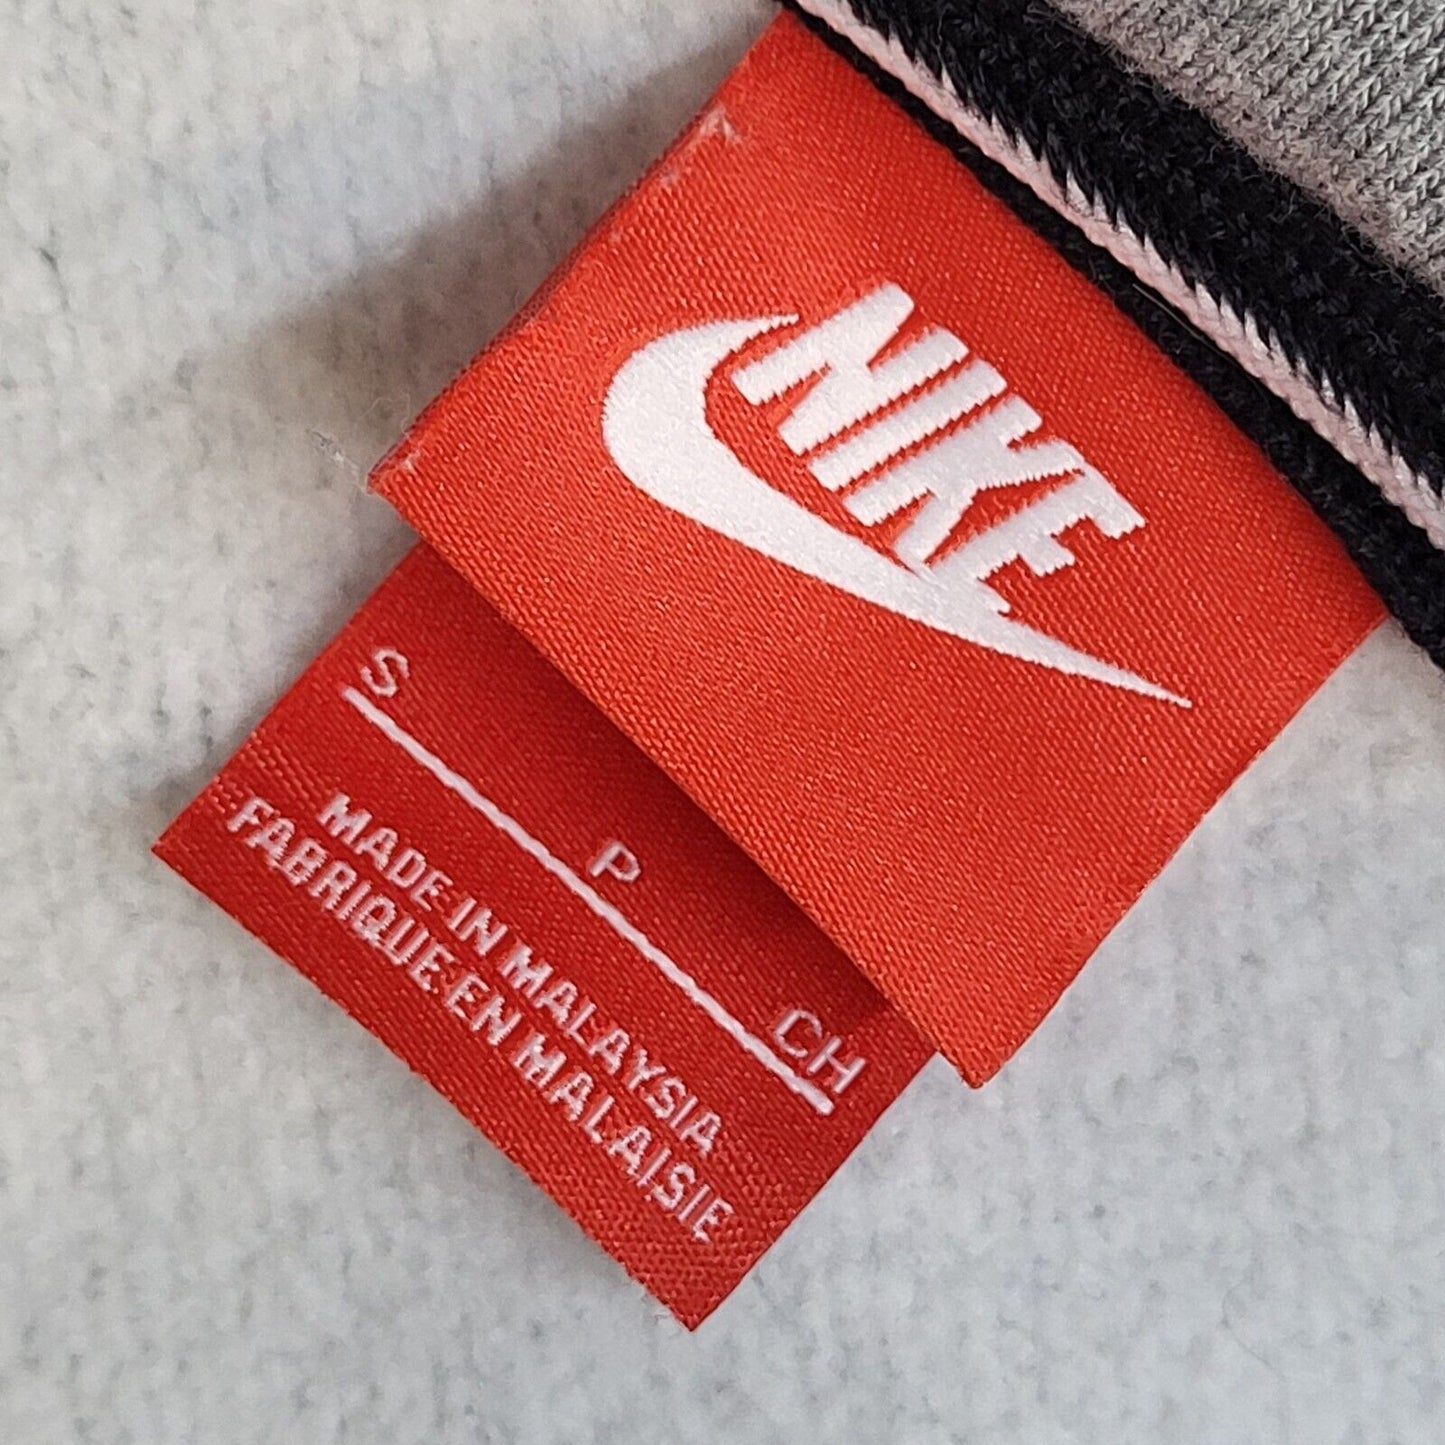 NIKE
S P CH
MADE IN MALAYSIA
FABRIQUE EN MALAISIE